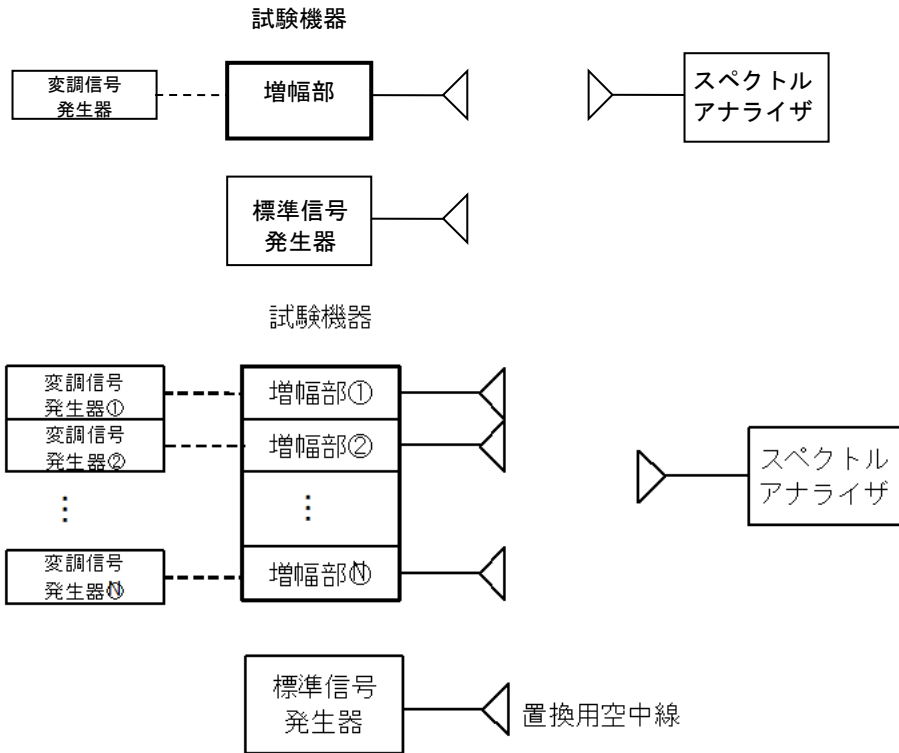 試験機器
変調信号
発生器
増幅部
スペクトル
アナライザ
標準信号
発生器
試験機器
変調信号
発生器①
増幅部①
変調信号
発生器②
増幅部②
スペクトル
アナライザ
⋮
⋮
変調信号
発生器Ⓝ
増幅部Ⓝ
標準信号
発生器
置換用空中線